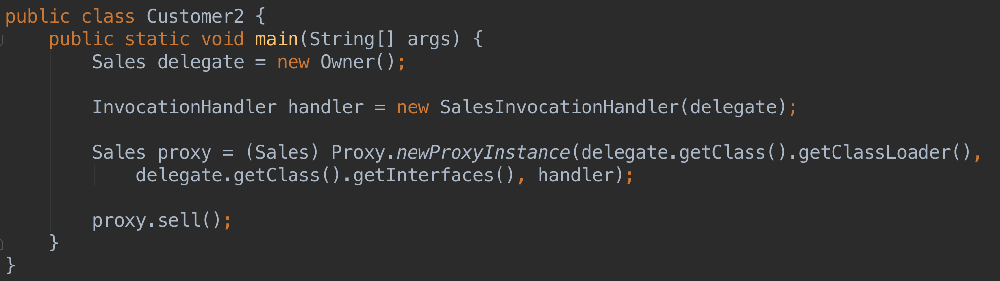 public class Customer2 {
public static void main(String[] args) {
Sales delegate = new Owner();
InvocationHandler handler = new SalesInvocationHandler(delegate);
Sales proxy = (Sales) Proxy.newProxyInstance(delegate.getClass().getClassLoader(),
delegate.getClass().getInterfaces(), handler);
proxy.sell();
}
}